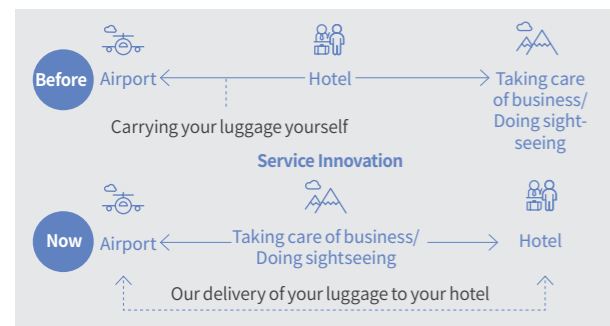 Before
Airport
Hotel
Taking care
of business/
Doing sight-
seeing
Carrying your luggage yourself
Service Innovation
Now
Airport
Taking care of business/
Doing sightseeing
Hotel
Our delivery of your luggage to your hotel